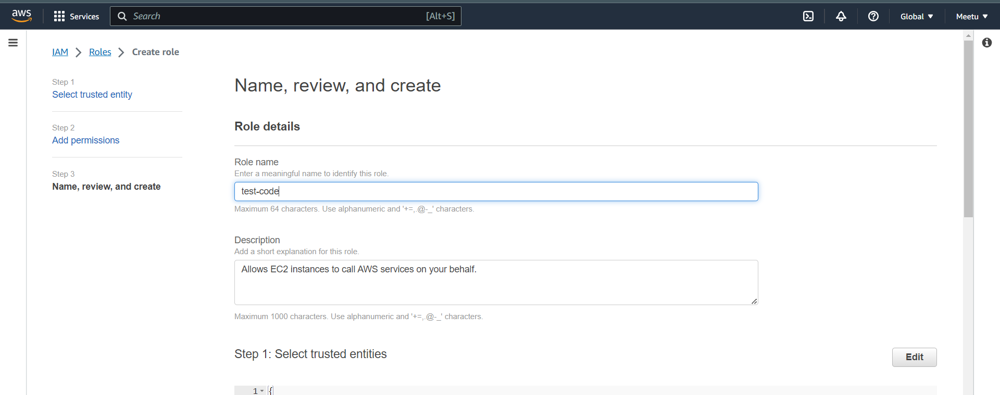 aws
Services
Search
[Alt+S]
Global
Meetu
IAM
Roles
Create role
Step 1
Select trusted entity
Step 2
Add permissions
Step 3
Name, review, and create
Name, review, and create
Role details
Role name
Enter a meaningful name to identify this role.
test-code
Maximum 64 characters. Use alphanumeric and '+=,.@-_' characters.
Description
Add a short explanation for this role.
Allows EC2 instances to call AWS services on your behalf.
Maximum 1000 characters. Use alphanumeric and '+=,.@-_' characters.
Step 1: Select trusted entities
Edit
1 {